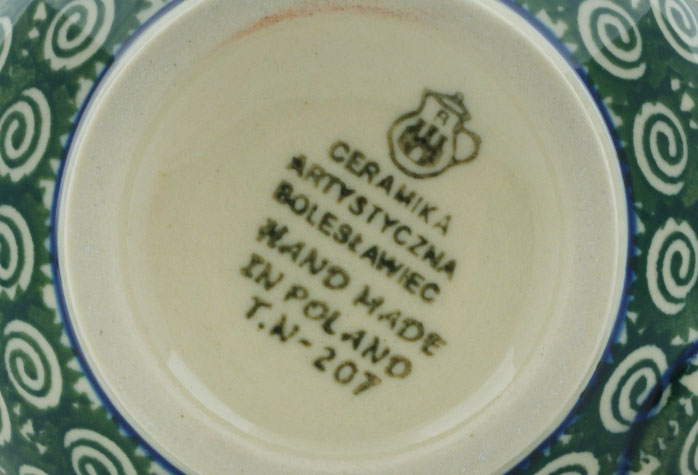 CERAMIKA
ARTYSTYCZNA
BOLESŁAWIEC
HAND MADE
IN POLAND
T.N-207